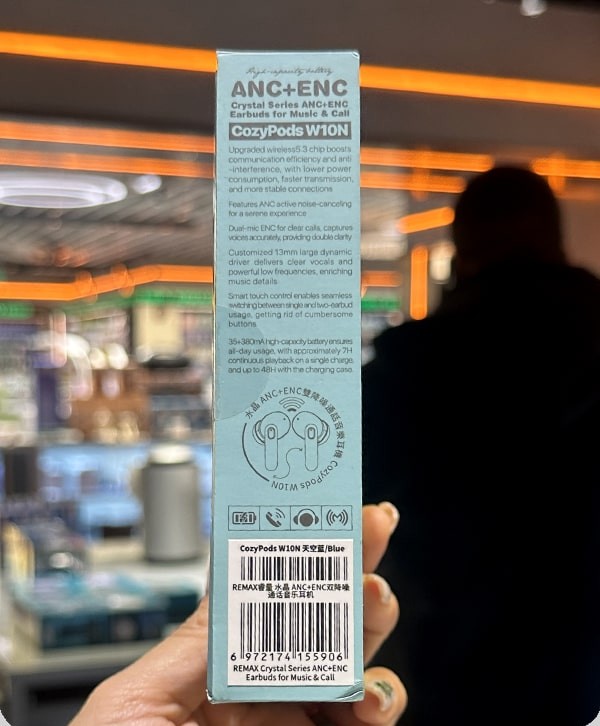 High-capacity battery
ANC+ENC
Crystal Series ANC+ENC
Earbuds for Music & Call
CozyPods W10N
Upgraded wireless5.3 chip boosts
communication efficiency and anti
-interference, with lower power
consumption, faster transmission,
and more stable connections
Features ANC active noise-canceling
for a serene experience
Dual-mic ENC for clear calls, captures
voices accurately, providing double clarity
Customized 13mm large dynamic
driver delivers clear vocals and
powerful low frequencies, enriching
music details
Smart touch control enables seamless
switching between single and two-earbud
usage, getting rid of cumbersome
buttons
35+380mA high-capacity battery ensures
all-day usage, with approximately 7H
continuous playback on a single charge,
and up to 48H with the charging case.
水晶 ANC+ENC雙降噪通話音樂耳機 CozyPods W10N
CozyPods W10N 天空蓝/Blue
REMAX睿量 水晶 ANC+ENC双降噪
通话音乐耳机
6 972174 155906
REMAX Crystal Series ANC+ENC
Earbuds for Music & Call